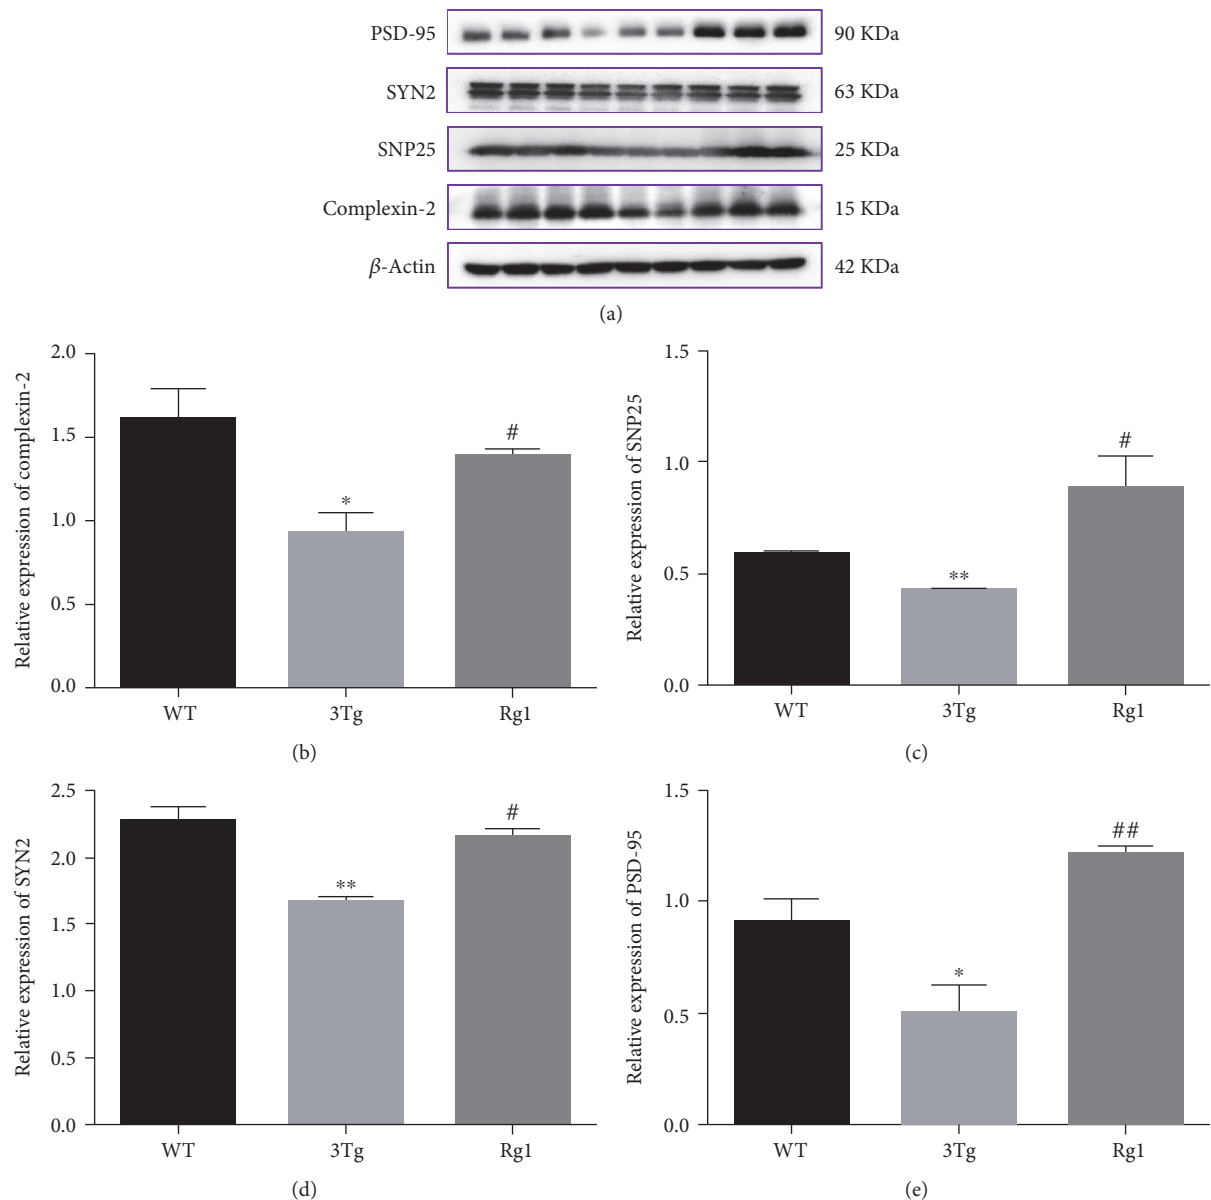 PSD-95 90 KDa
SYN2 63 KDa
SNP25 25 KDa
Complexin-2 15 KDa
β-Actin 42 KDa
(a)
Relative expression of complexin-2
2.0
1.5
1.0
0.5
0.0
*
#
WT 3Tg Rg1
(b)
Relative expression of SNP25
1.5
1.0
0.5
0.0
**
#
WT 3Tg Rg1
(c)
Relative expression of SYN2
2.5
2.0
1.5
1.0
0.5
0.0
**
#
WT 3Tg Rg1
(d)
Relative expression of PSD-95
1.5
1.0
0.5
0.0
*
##
WT 3Tg Rg1
(e)